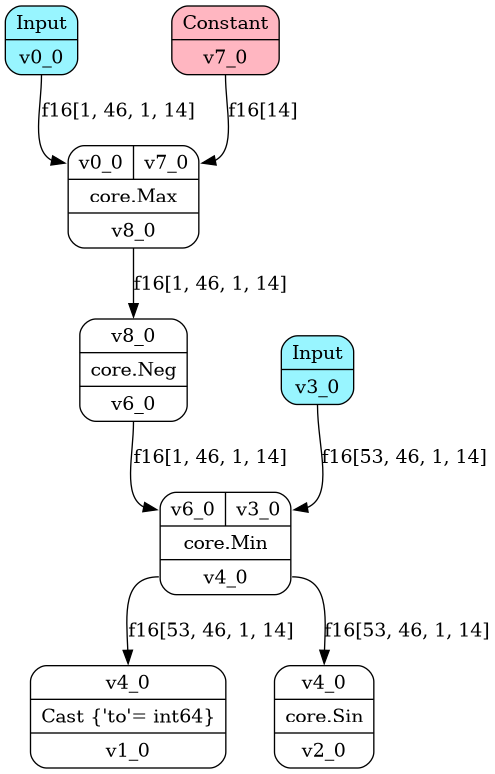 Input
v0_0
Constant
v7_0
f16[1, 46, 1, 14]
f16[14]
v0_0
v7_0
core.Max
v8_0
f16[1, 46, 1, 14]
v8_0
core.Neg
v6_0
Input
v3_0
f16[1, 46, 1, 14]
f16[53, 46, 1, 14]
v6_0
v3_0
core.Min
v4_0
f16[53, 46, 1, 14]
f16[53, 46, 1, 14]
v4_0
Cast {'to'= int64}
v1_0
v4_0
core.Sin
v2_0